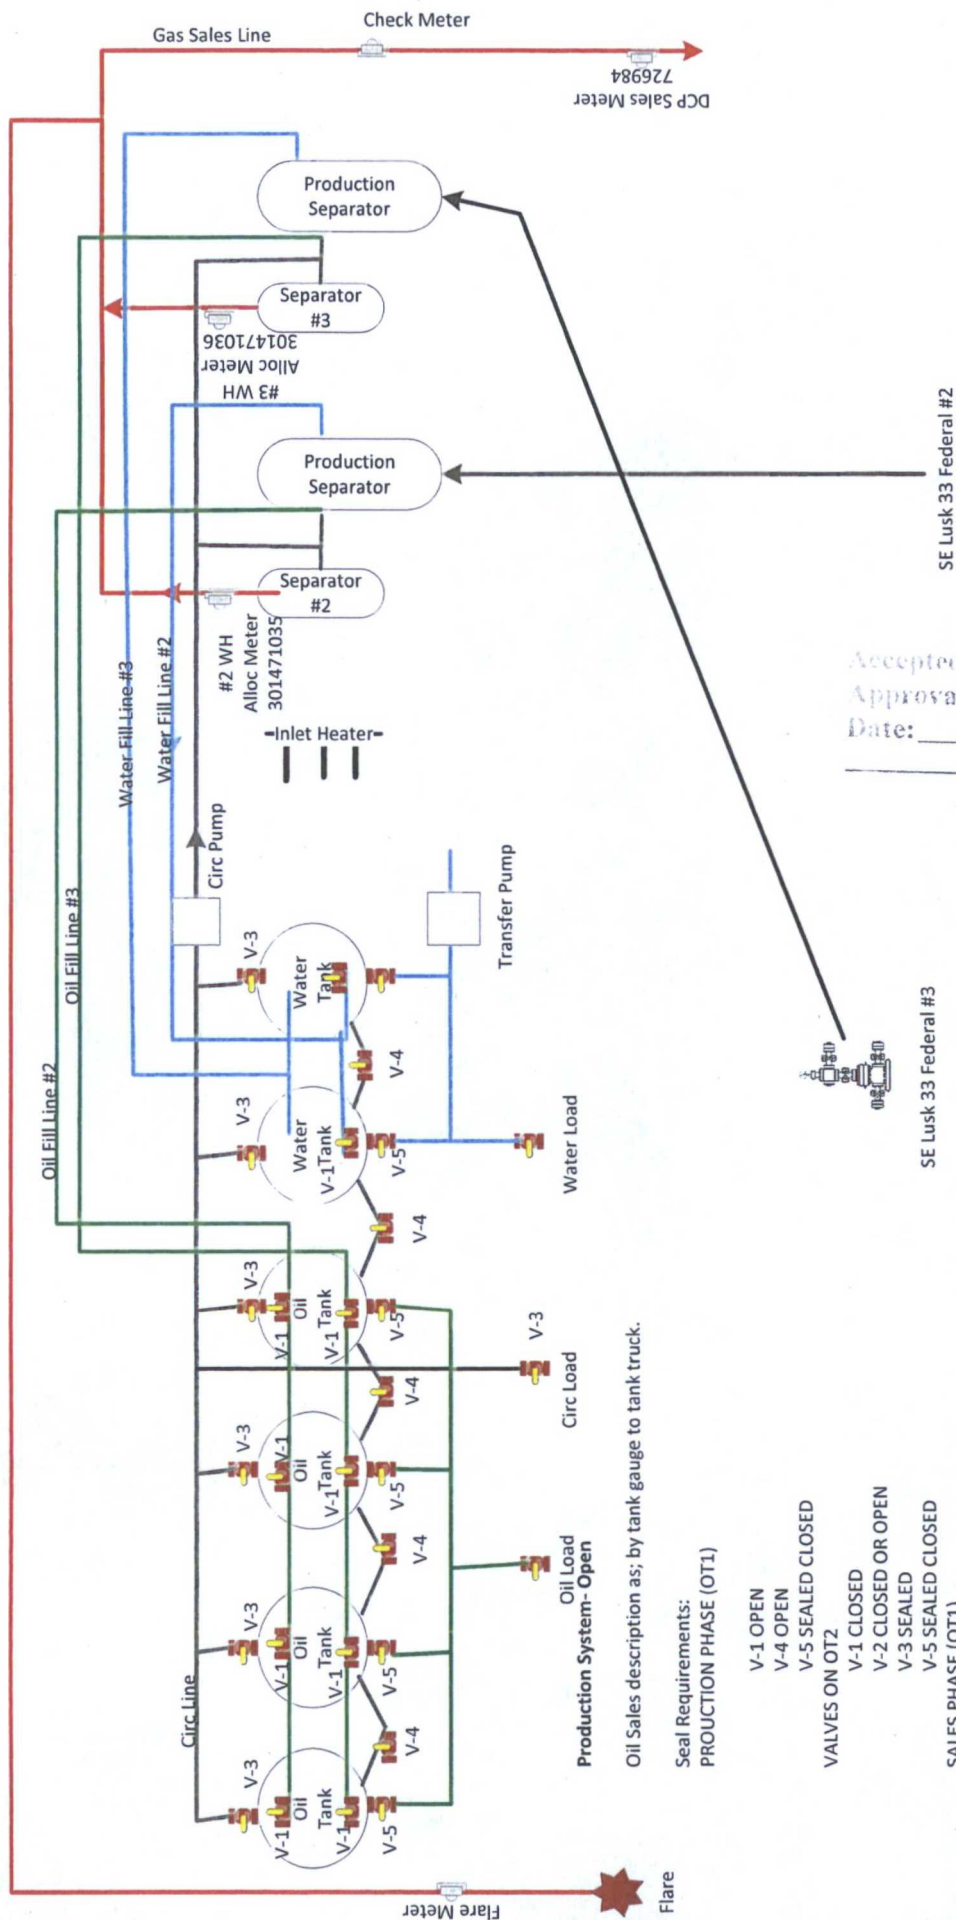 Gas Sales Line
Check Meter
DCP Sales Meter
726984
Production
Separator
Separator
#3
Alloc Meter
301471036
#3 WH
Production
Separator
Separator
#2
#2 WH
Alloc Meter
301471035
-Inlet Heater-
Water Fill Line #3
Water Fill Line #2
Oil Fill Line #3
Oil Fill Line #2
Circ Pump
Transfer Pump
V-3
Water
Tank
V-4
V-3
Water
V-1 Tank
V-5
V-4
Water Load
V-3
V-1
Oil
V-1 Tank
V-5
V-4
V-3
Circ Load
V-3
V-1
Oil
V-1 Tank
V-5
V-4
V-3
V-1
Oil
V-1 Tank
V-5
V-4
V-3
V-1
Oil
V-1 Tank
V-5
Circ Line
Oil Load
Flare Meter
Flare
SE Lusk 33 Federal #2
SE Lusk 33 Federal #3
Accepted
Approva
Date:
Production System- Open
Oil Sales description as; by tank gauge to tank truck.
Seal Requirements:
PROUCTION PHASE (OT1)
V-1 OPEN
V-4 OPEN
V-5 SEALED CLOSED
VALVES ON OT2
V-1 CLOSED
V-2 CLOSED OR OPEN
V-3 SEALED
V-5 SEALED CLOSED
SALES PHASE (OT1)